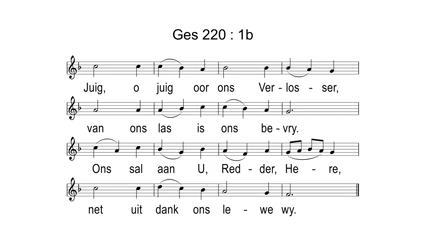 Ges 220 : 1b
Juig, o juig oor ons Ver - los - ser,
van ons las is ons be - vry.
Ons sal aan U, Red - der, He - re,
net uit dank ons le - we wy.